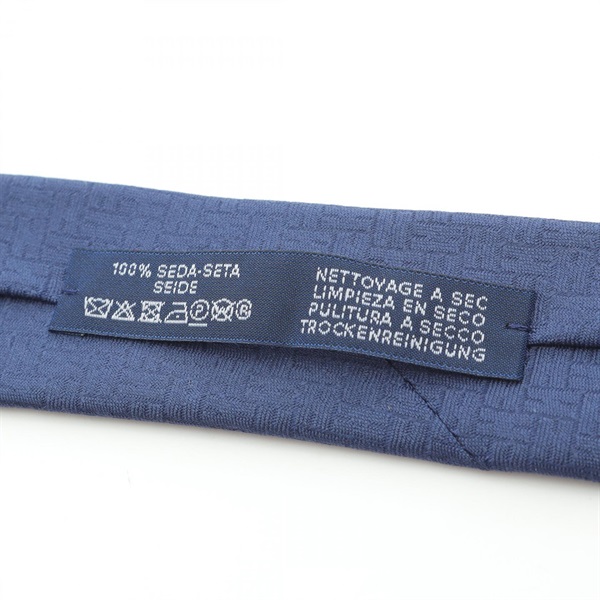 100% SEDA-SETA
SEIDE
NETTOYAGE A SEC
LIMPIEZA EN SECO
PULITURA A SECCO
TROCKENREINIGUNG